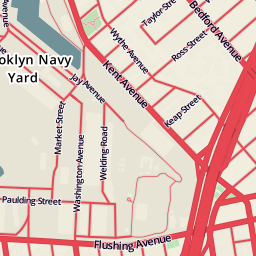 Taylor Street
Bedford Avenue
Ross Street
Wythe Avenue
oklyn Navy
Yard
Jay Avenue
Kent Avenue
Keap Street
Market Street
Washington Avenue
Welding Road
Paulding Street
Flushing Avenue